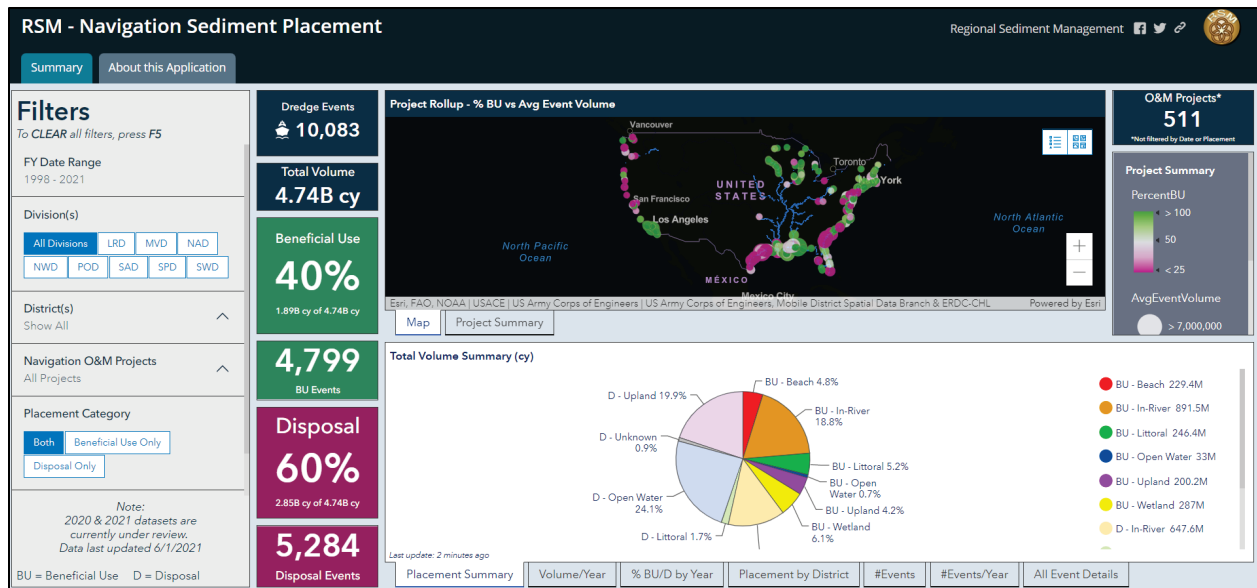 RSM - Navigation Sediment Placement
Regional Sediment Management
Summary
About this Application
Filters
To CLEAR all filters, press F5
FY Date Range
1998 - 2021
Division(s)
All Divisions LRD MVD NAD
NWD POD SAD SPD SWD
District(s)
Show All
Navigation O&M Projects
All Projects
Placement Category
Both Beneficial Use Only
Disposal Only
Note:
2020 & 2021 datasets are
currently under review.
Data last updated 6/1/2021
BU = Beneficial Use D = Disposal
Dredge Events
10,083
Total Volume
4.74B cy
Beneficial Use
40%
1.89B cy of 4.74B cy
4,799
BU Events
Disposal
60%
2.85B cy of 4.74B cy
5,284
Disposal Events
Project Rollup - % BU vs Avg Event Volume
Vancouver
Toronto
UNITED
STATES
York
San Francisco
Los Angeles
North Pacific
Ocean
North Atlantic
Ocean
MÉXICO
Mexico City
+
−
Esri, FAO, NOAA | USACE | US Army Corps of Engineers | US Army Corps of Engineers, Mobile District Spatial Data Branch & ERDC-CHL Powered by Esri
Map Project Summary
O&M Projects*
511
*Not filtered by Date or Placement
Project Summary
PercentBU
> 100
50
< 25
AvgEventVolume
> 7,000,000
Total Volume Summary (cy)
BU - Beach 4.8%
BU - In-River
18.8%
BU - Littoral 5.2%
BU - Open
Water 0.7%
BU - Upland 4.2%
BU - Wetland
6.1%
D - Littoral 1.7%
D - Open Water
24.1%
D - Unknown
0.9%
D - Upland 19.9%
BU - Beach 229.4M
BU - In-River 891.5M
BU - Littoral 246.4M
BU - Open Water 33M
BU - Upland 200.2M
BU - Wetland 287M
D - In-River 647.6M
Last update: 2 minutes ago
Placement Summary Volume/Year % BU/D by Year Placement by District #Events #Events/Year All Event Details